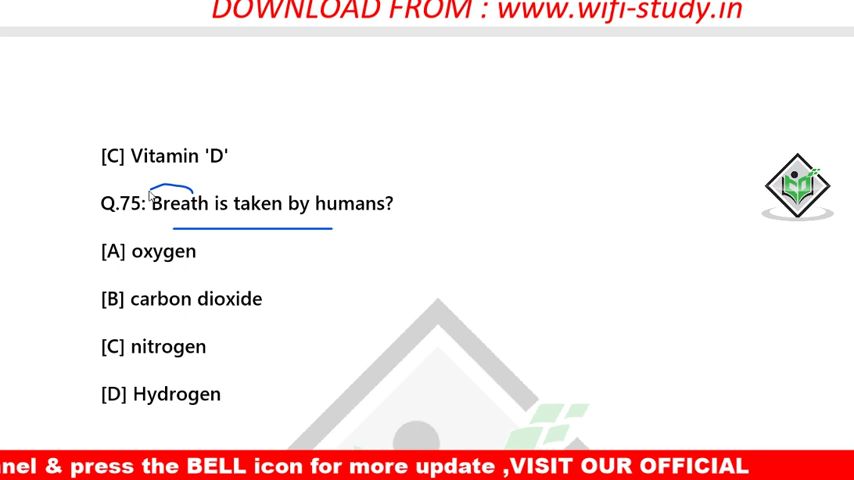 DOWNLOAD FROM : www.wifi-study.in
[C] Vitamin 'D'
Q.75: Breath is taken by humans?
[A] oxygen
[B] carbon dioxide
[C] nitrogen
[D] Hydrogen
nel & press the BELL icon for more update ,VISIT OUR OFFICIAL